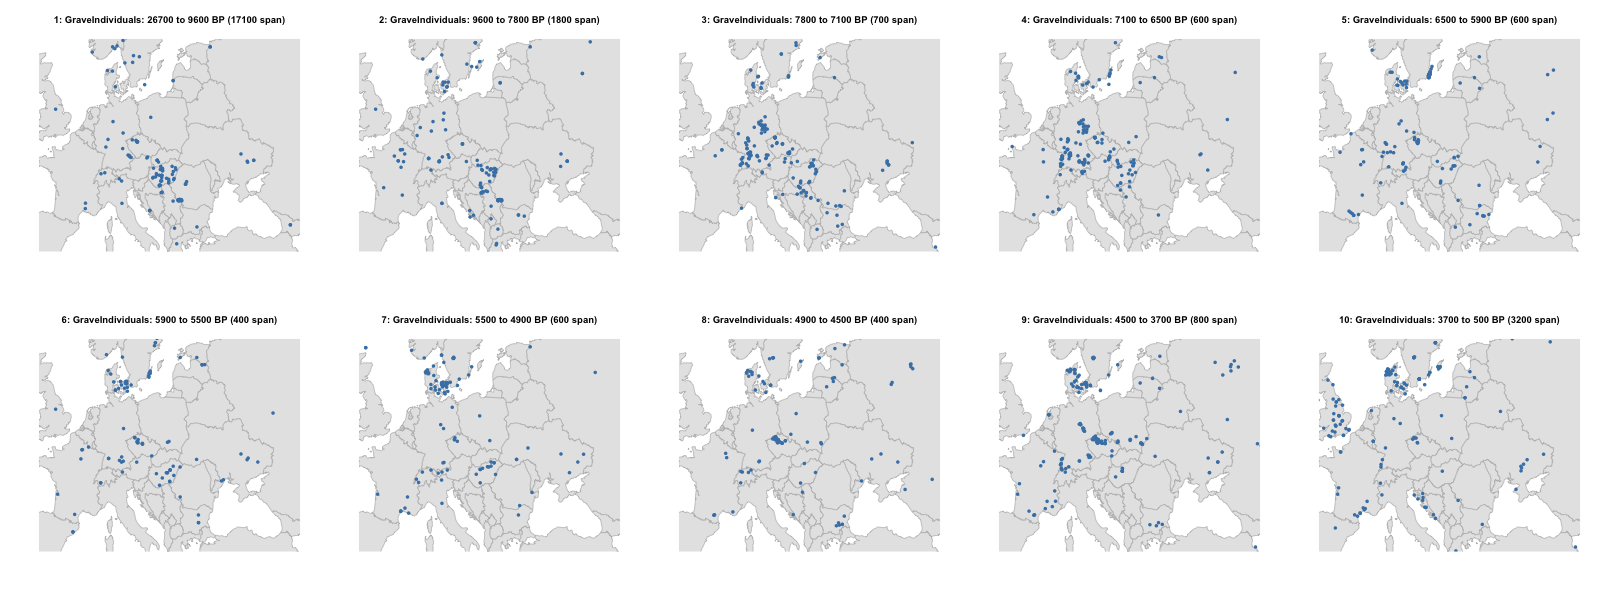 1: GraveIndividuals: 26700 to 9600 BP (17100 span)
2: GraveIndividuals: 9600 to 7800 BP (1800 span)
3: GraveIndividuals: 7800 to 7100 BP (700 span)
4: GraveIndividuals: 7100 to 6500 BP (600 span)
5: GraveIndividuals: 6500 to 5900 BP (600 span)
6: GraveIndividuals: 5900 to 5500 BP (400 span)
7: GraveIndividuals: 5500 to 4900 BP (600 span)
8: GraveIndividuals: 4900 to 4500 BP (400 span)
9: GraveIndividuals: 4500 to 3700 BP (800 span)
10: GraveIndividuals: 3700 to 500 BP (3200 span)